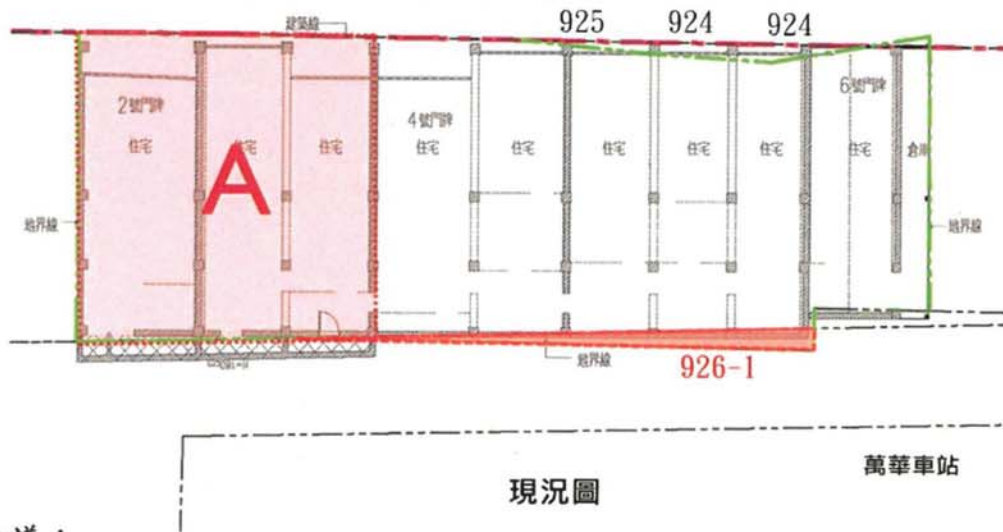 925 924 924
建築線
2號門牌 4號門牌 6號門牌
住宅 住宅 住宅 住宅 住宅 住宅 住宅 住宅 住宅 倉庫
A
地界線 地界線
地界線
926-1
萬華車站
現況圖